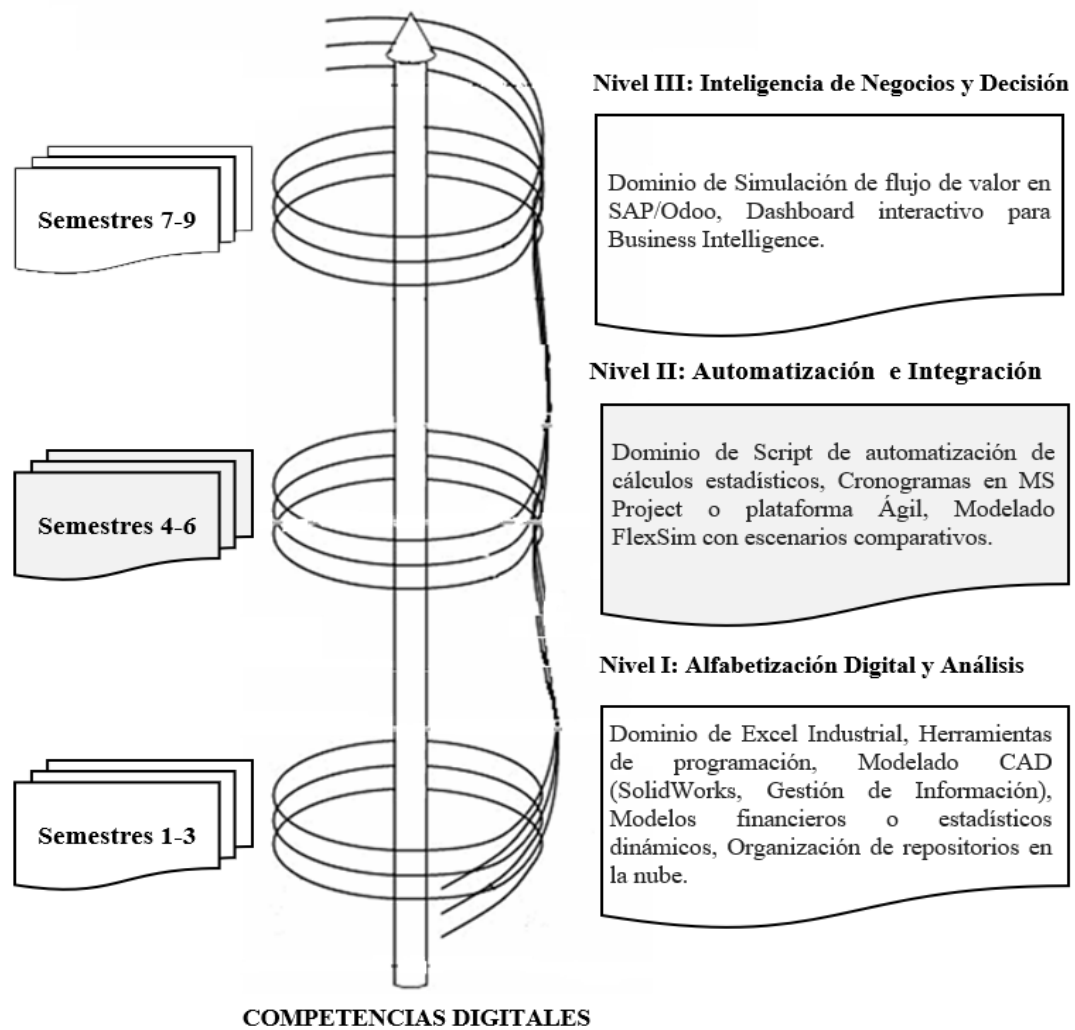 Nivel III: Inteligencia de Negocios y Decisión
Semestres 7-9
Dominio de Simulación de flujo de valor en
SAP/Odoo, Dashboard interactivo para
Business Intelligence.
Nivel II: Automatización e Integración
Semestres 4-6
Dominio de Script de automatización de
cálculos estadísticos, Cronogramas en MS
Project o plataforma Ágil, Modelado
FlexSim con escenarios comparativos.
Nivel I: Alfabetización Digital y Análisis
Semestres 1-3
Dominio de Excel Industrial, Herramientas
de programación, Modelado CAD
(SolidWorks, Gestión de Información),
Modelos financieros o estadísticos
dinámicos, Organización de repositorios en
la nube.
COMPETENCIAS DIGITALES